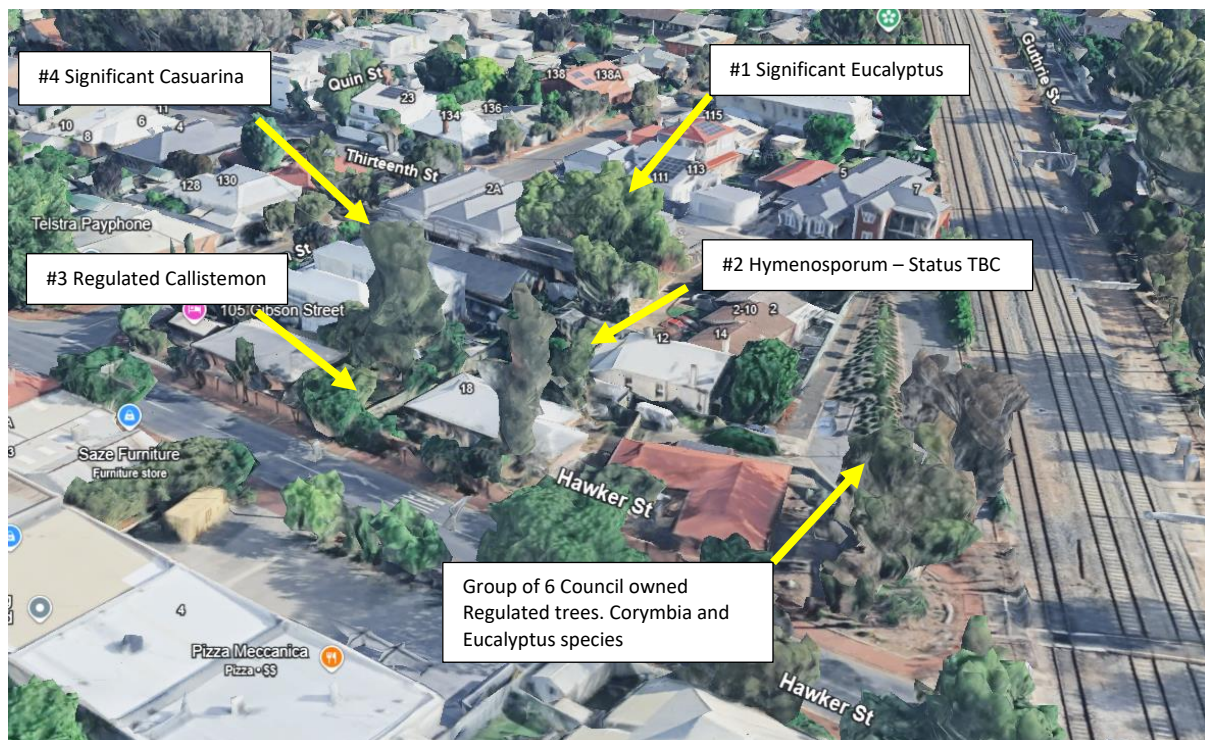 #4 Significant Casuarina
#1 Significant Eucalyptus
Guthrie St
Quin St
138
138A
23
136
134
115
11
10
6
8
4
Thirteenth St
113
111
5
7
128
130
2A
Telstra Payphone
St
#2 Hymenosporum – Status TBC
#3 Regulated Callistemon
105 Gibson Street
2-10
2
14
12
18
Saze Furniture
Furniture store
3
Hawker St
Group of 6 Council owned
Regulated trees. Corymbia and
Eucalyptus species
4
Pizza Meccanica
Pizza • $$
Hawker St